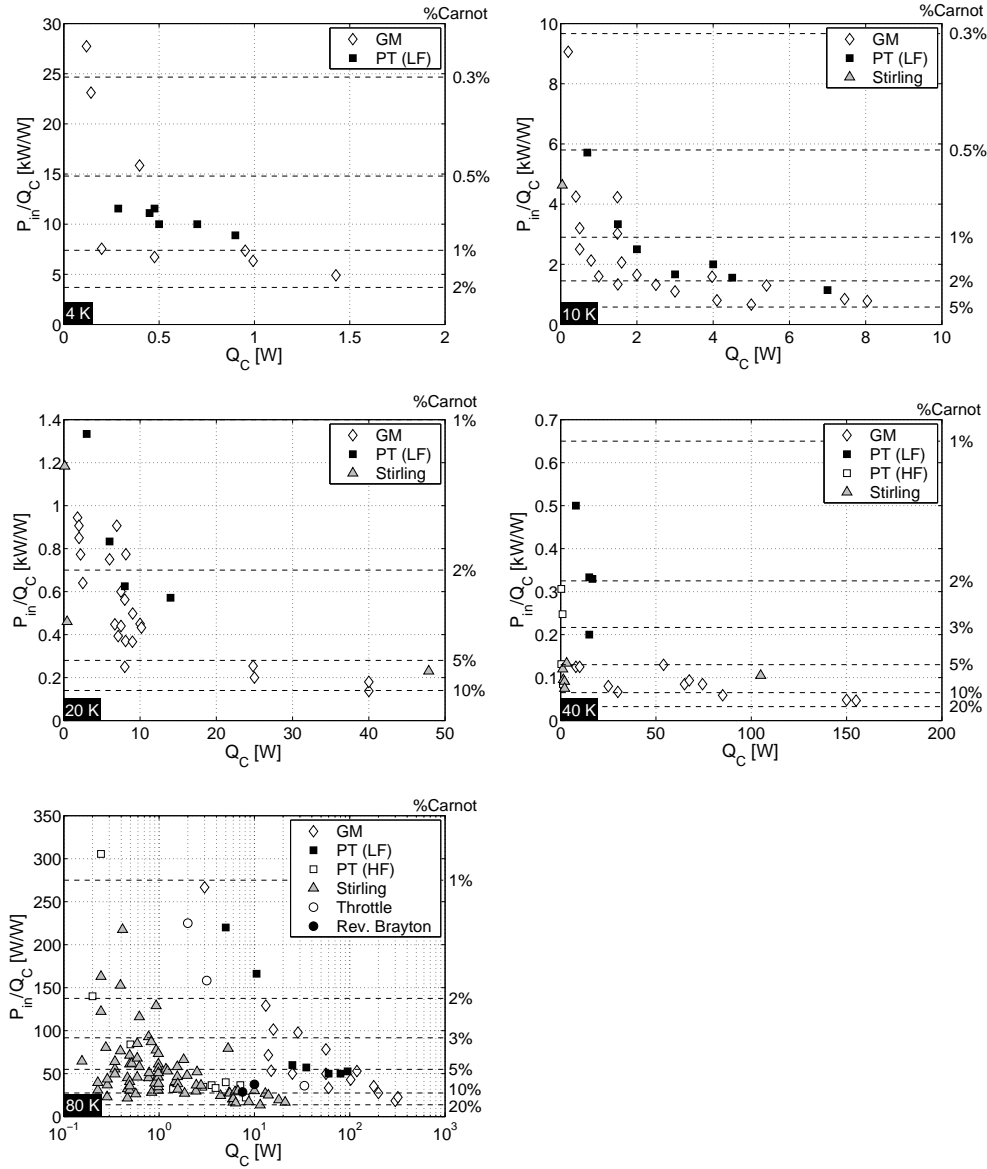 %Carnot
30
25
20
15
10
5
0
P_in/Q_C [kW/W]
GM
PT (LF)
0.3%
0.5%
1%
2%
4 K
0 0.5 1 1.5 2
Q_C [W]
%Carnot
10
8
6
4
2
0
P_in/Q_C [kW/W]
GM
PT (LF)
Stirling
0.3%
0.5%
1%
2%
5%
10 K
0 2 4 6 8 10
Q_C [W]
%Carnot
1.4
1.2
1
0.8
0.6
0.4
0.2
0
P_in/Q_C [kW/W]
GM
PT (LF)
Stirling
1%
2%
5%
10%
20 K
0 10 20 30 40 50
Q_C [W]
%Carnot
0.7
0.6
0.5
0.4
0.3
0.2
0.1
0
P_in/Q_C [kW/W]
GM
PT (LF)
PT (HF)
Stirling
1%
2%
3%
5%
10%
20%
40 K
0 50 100 150 200
Q_C [W]
%Carnot
350
300
250
200
150
100
50
0
P_in/Q_C [W/W]
GM
PT (LF)
PT (HF)
Stirling
Throttle
Rev. Brayton
1%
2%
3%
5%
10%
20%
80 K
10^−1 10^0 10^1 10^2 10^3
Q_C [W]